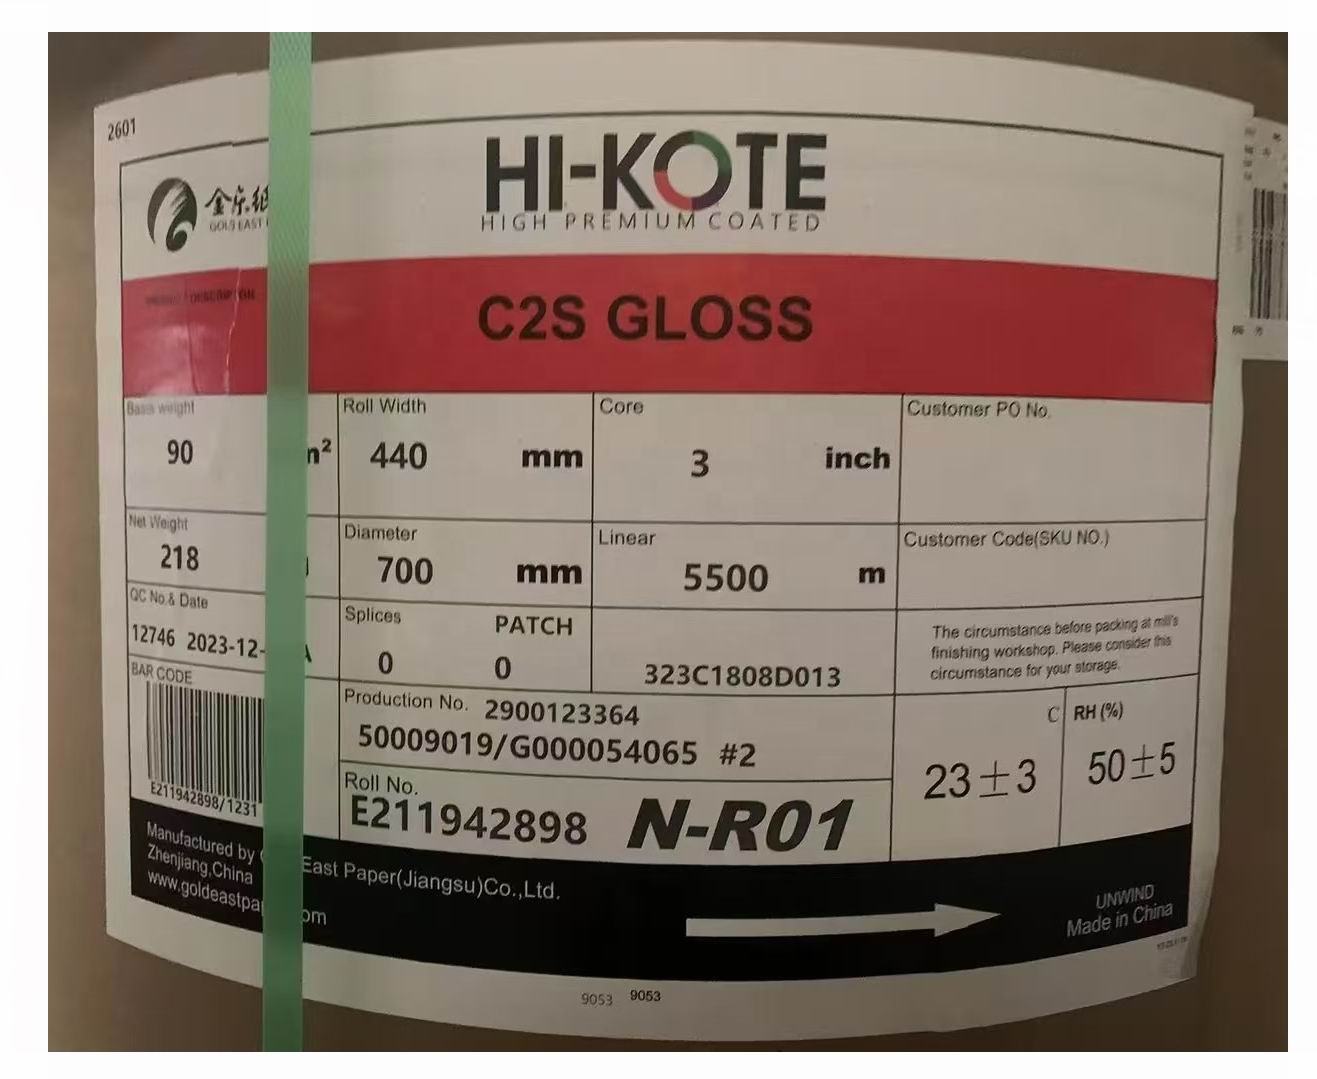 2601
金东纸
GOLD EAST
HI-KOTE
HIGH PREMIUM COATED
PRODUCT DESCRIPTION
C2S GLOSS
Basis weight
90 m²
Roll Width
440 mm
Core
3 inch
Customer PO No.
Net Weight
218
Diameter
700 mm
Linear
5500 m
Customer Code(SKU NO.)
QC No.& Date
12746 2023-12- A
Splices PATCH
0 0
323C1808D013
The circumstance before packing at mill's
finishing workshop. Please consider this
circumstance for your storage.
BAR CODE
E211942898/1231
Production No. 2900123364
50009019/G000054065 #2
Roll No.
E211942898 N-R01
C
23±3
RH (%)
50±5
Manufactured by East Paper(Jiangsu)Co.,Ltd.
Zhenjiang,China
www.goldeastpa om
UNWIND
Made in China
9053 9053